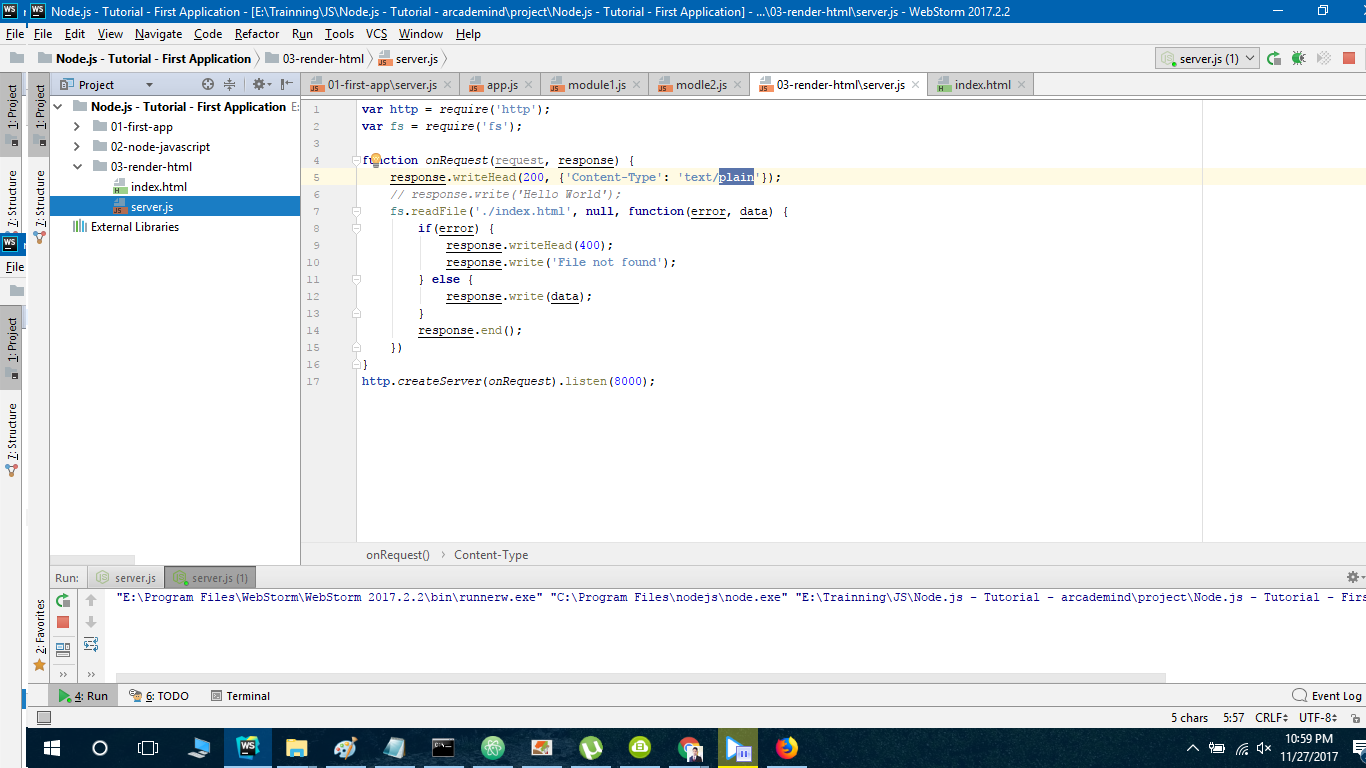 Node.js - Tutorial - First Application - [E:\Trainning\JS\Node.js - Tutorial - arcademind\project\Node.js - Tutorial - First Application] - ...\03-render-html\server.js - WebStorm 2017.2.2
File File Edit View Navigate Code Refactor Run Tools VCS Window Help
Node.js - Tutorial - First Application 03-render-html server.js server.js (1)
Project 01-first-app\server.js app.js module1.js modle2.js 03-render-html\server.js index.html
Node.js - Tutorial - First Application E:
01-first-app
02-node-javascript
03-render-html
index.html
server.js
External Libraries
1: Project
1: Project
7: Structure
7: Structure
File
1: Project
7: Structure
2: Favorites
1 var http = require('http');
2 var fs = require('fs');
3
4 function onRequest(request, response) {
5 response.writeHead(200, {'Content-Type': 'text/plain'});
6 // response.write('Hello World');
7 fs.readFile('./index.html', null, function(error, data) {
8 if(error) {
9 response.writeHead(400);
10 response.write('File not found');
11 } else {
12 response.write(data);
13 }
14 response.end();
15 })
16 }
17 http.createServer(onRequest).listen(8000);
onRequest() Content-Type
Run: server.js server.js (1)
"E:\Program Files\WebStorm\WebStorm 2017.2.2\bin\runnerw.exe" "C:\Program Files\nodejs\node.exe" "E:\Trainning\JS\Node.js - Tutorial - arcademind\project\Node.js - Tutorial - Firs
4: Run 6: TODO Terminal Event Log
5 chars 5:57 CRLF UTF-8
10:59 PM
11/27/2017